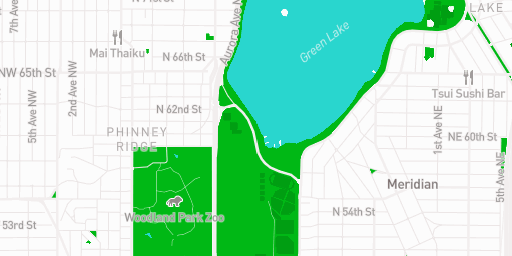 7th Ave
Aurora Ave N
LAKE
Mai Thaiku
N 66th St
Green Lake
NW 65th St
2nd Ave NW
5th Ave NW
N 62nd St
Tsui Sushi Bar
PHINNEY
RIDGE
1st Ave NE
NE 60th St
5th Ave NE
Meridian
Woodland Park Zoo
N 54th St
53rd St